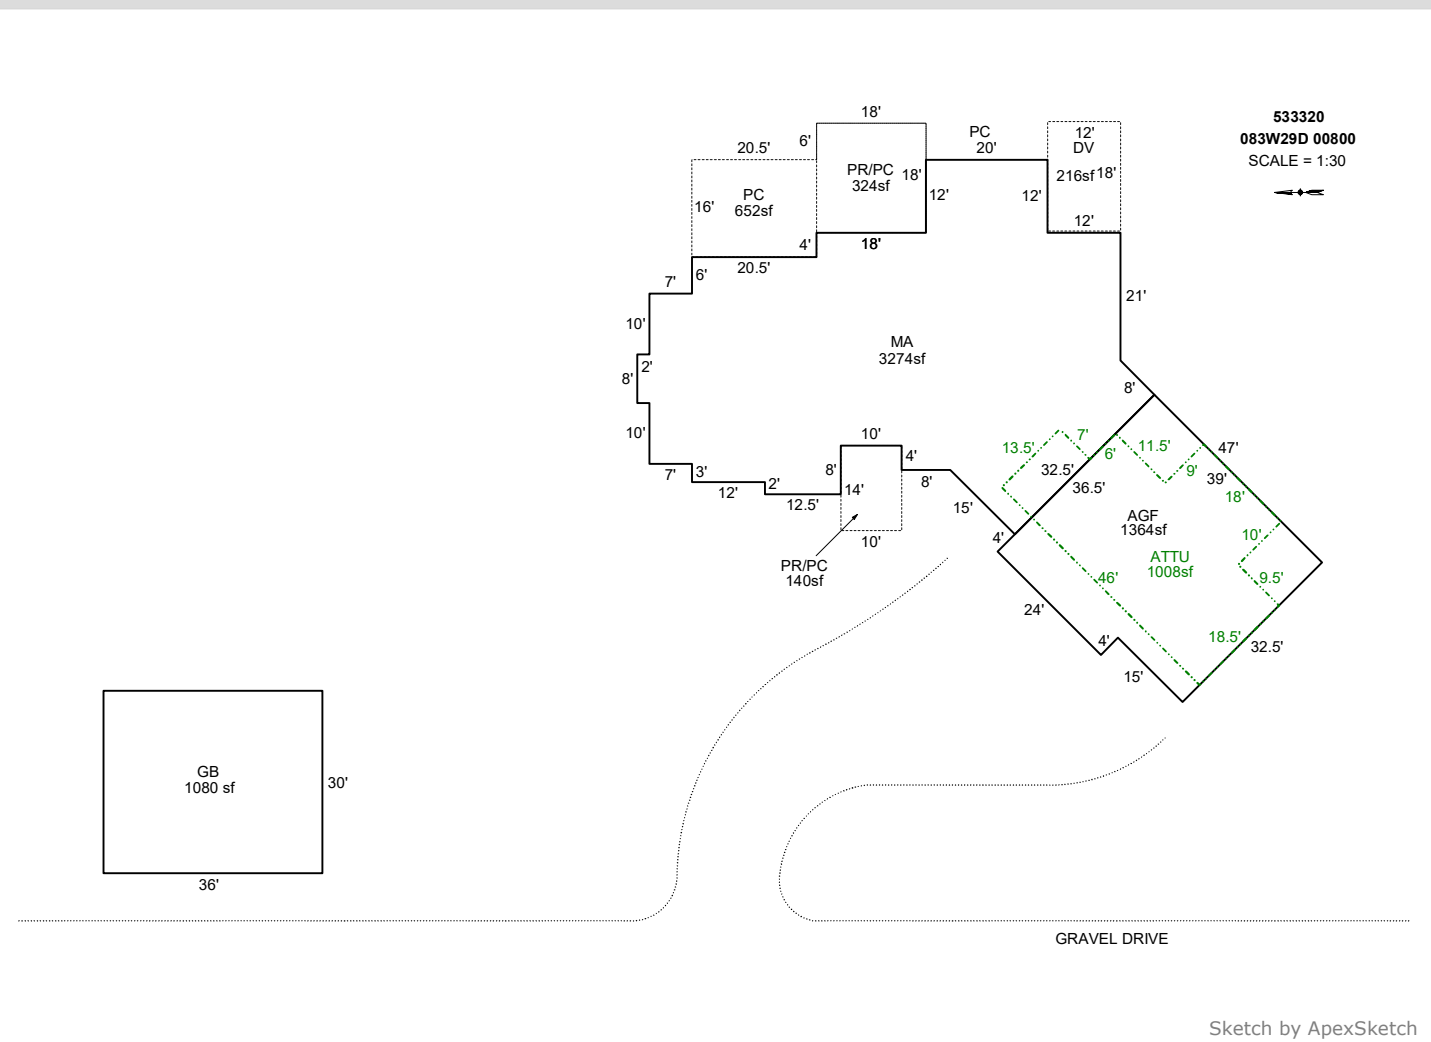 533320
083W29D 00800
SCALE = 1:30
18'
6'
20.5'
PC
652sf
16'
4'
20.5'
PR/PC
324sf
18'
12'
18'
PC
20'
12'
12'
DV
216sf
18'
12'
7'
6'
10'
2'
8'
10'
7'
3'
12'
2'
12.5'
MA
3274sf
21'
8'
10'
8'
14'
4'
8'
10'
15'
4'
PR/PC
140sf
13.5'
7'
32.5'
36.5'
6'
11.5'
9'
47'
39'
18'
AGF
1364sf
ATTU
1008sf
10'
9.5'
46'
24'
4'
15'
18.5'
32.5'
GB
1080 sf
30'
36'
GRAVEL DRIVE
Sketch by ApexSketch